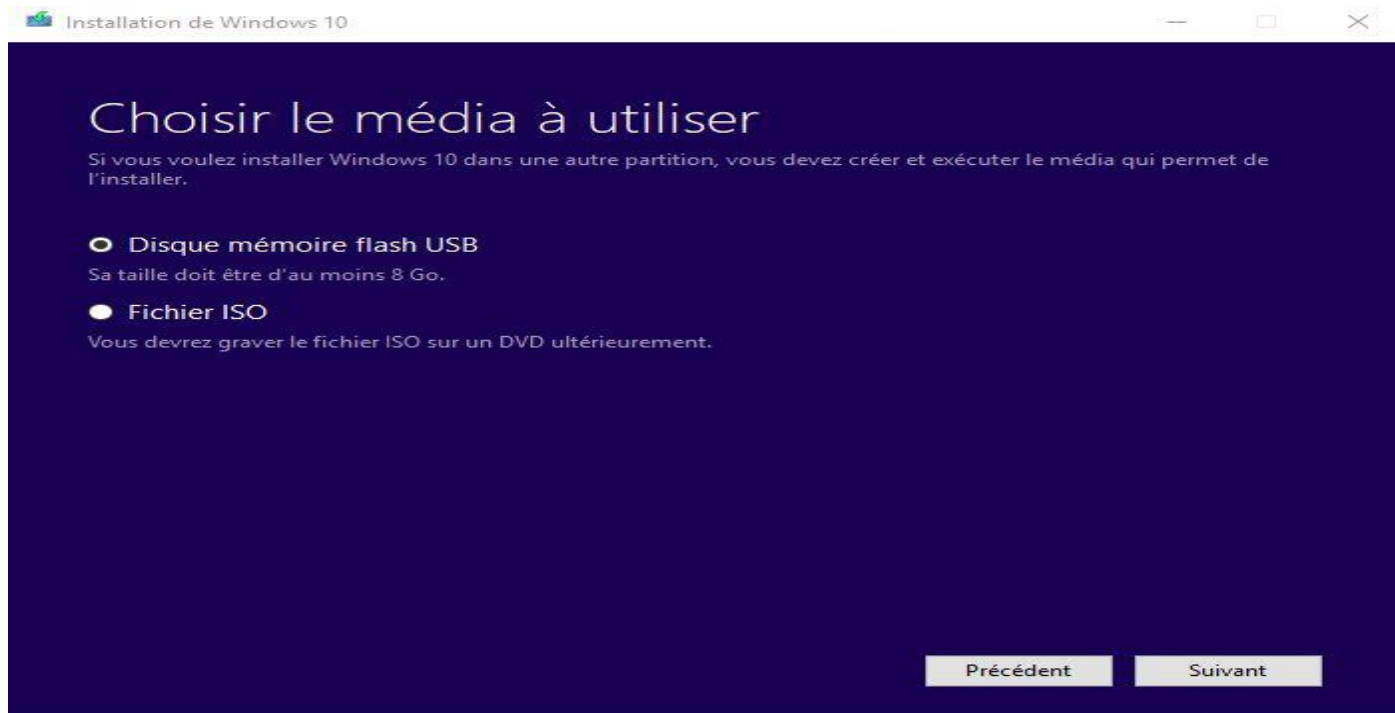 Installation de Windows 10
Choisir le média à utiliser
Si vous voulez installer Windows 10 dans une autre partition, vous devez créer et exécuter le média qui permet de
l'installer.
Disque mémoire flash USB
Sa taille doit être d'au moins 8 Go.
Fichier ISO
Vous devrez graver le fichier ISO sur un DVD ultérieurement.
Précédent
Suivant